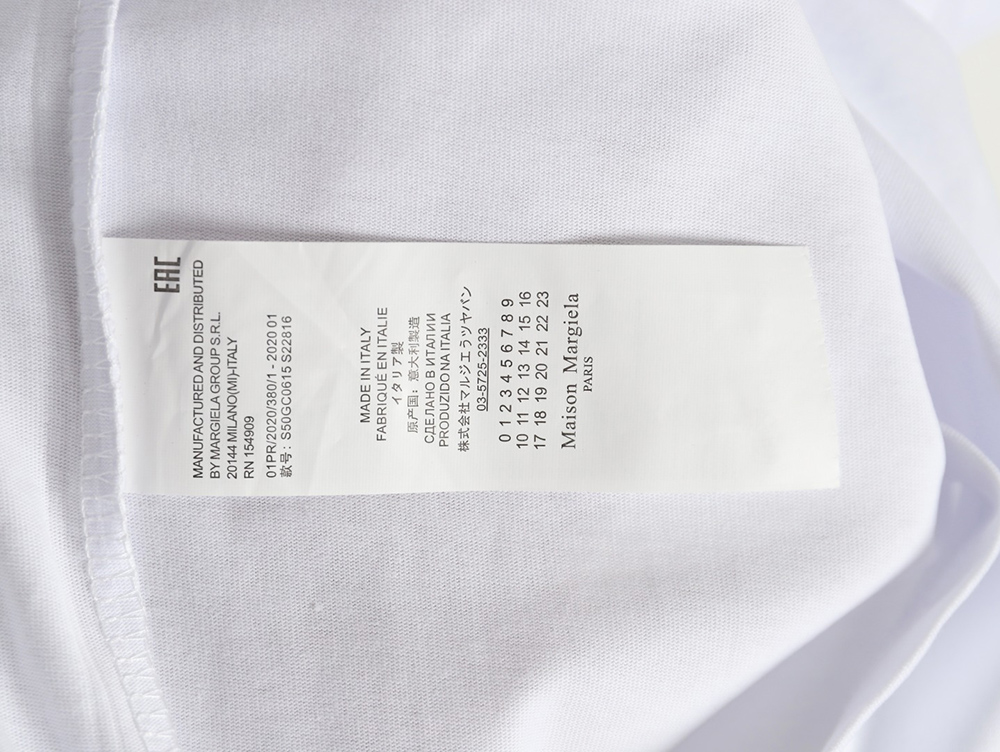 EAC
MANUFACTURED AND DISTRIBUTED
BY MARGIELA GROUP S.R.L.
20144 MILANO(MI)-ITALY
RN 154909
01PR/2020/380/1 - 2020 01
款号: S50GC0615 S22816
MADE IN ITALY
FABRIQUÉ EN ITALIE
イタリア製
原产国: 意大利製造
СДЕЛАНО В ИТАЛИИ
PRODUZIDO NA ITALIA
株式会社マルジエラツヤパン
03-5725-2333
0 1 2 3 4 5 6 7 8 9
10 11 12 13 14 15 16
17 18 19 20 21 22 23
Maison Margiela
PARIS